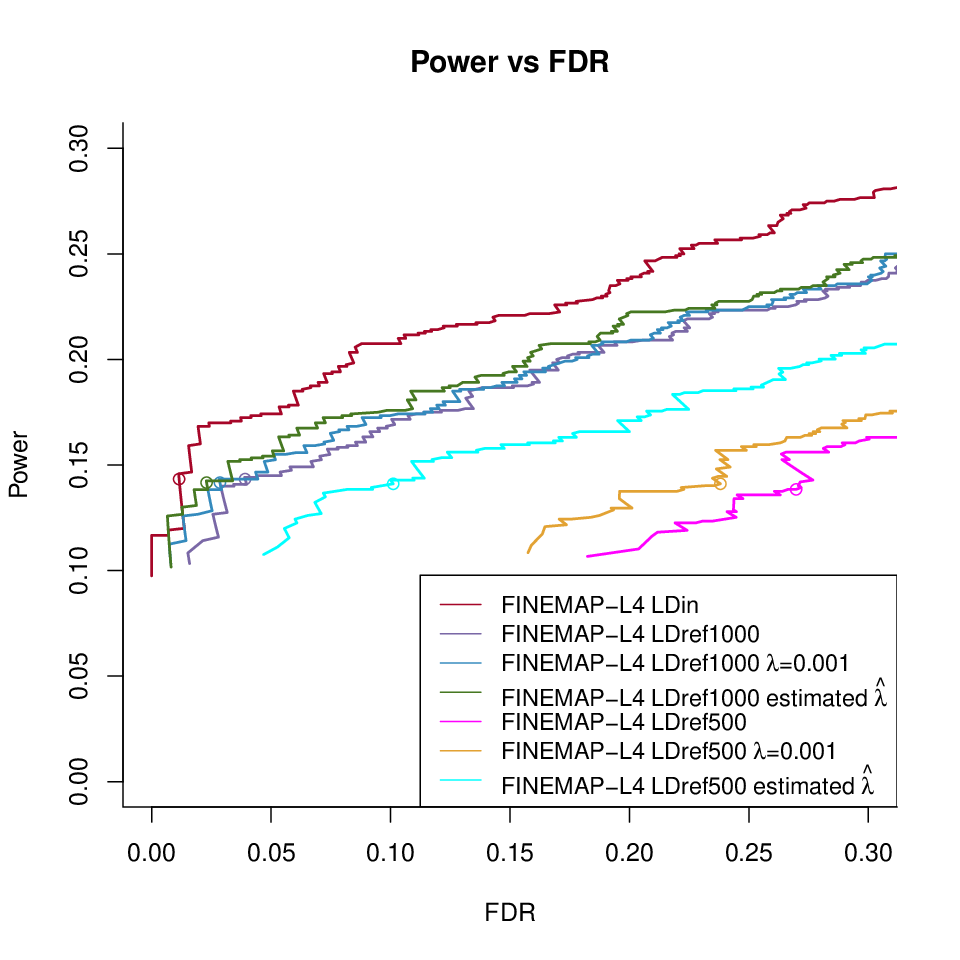 Power vs FDR
Power
0.30
0.25
0.20
0.15
0.10
0.05
0.00
FINEMAP−L4 LDin
FINEMAP−L4 LDref1000
FINEMAP−L4 LDref1000 λ=0.001
FINEMAP−L4 LDref1000 estimated λ̂
FINEMAP−L4 LDref500
FINEMAP−L4 LDref500 λ=0.001
FINEMAP−L4 LDref500 estimated λ̂
0.00 0.05 0.10 0.15 0.20 0.25 0.30
FDR